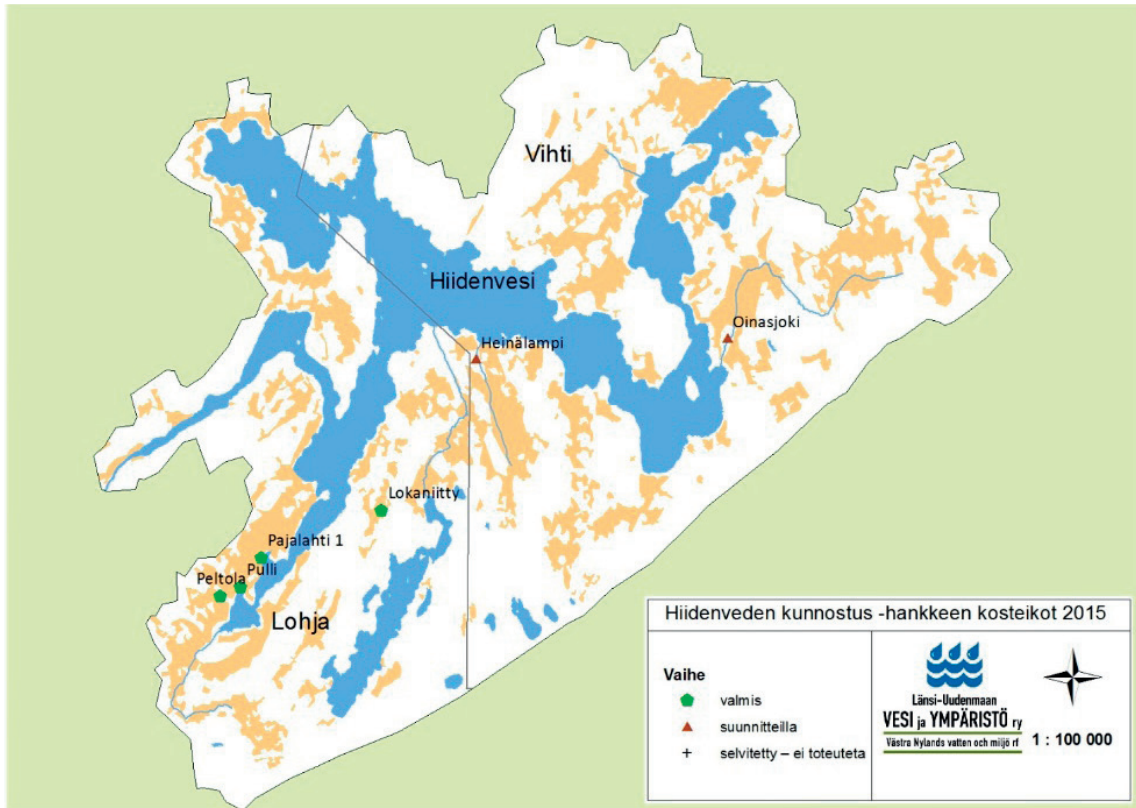 Vihti
Hiidenvesi
Oinasjoki
Heinälampi
Lokaniitty
Pajalahti 1
Pulli
Peltola
Lohja
Hiidenveden kunnostus -hankkeen kosteikot 2015
Vaihe
valmis
suunnitteilla
selvitetty – ei toteuteta
Länsi-Uudenmaan
VESI ja YMPÄRISTÖ ry
Västra Nylands vatten och miljö rf
1 : 100 000